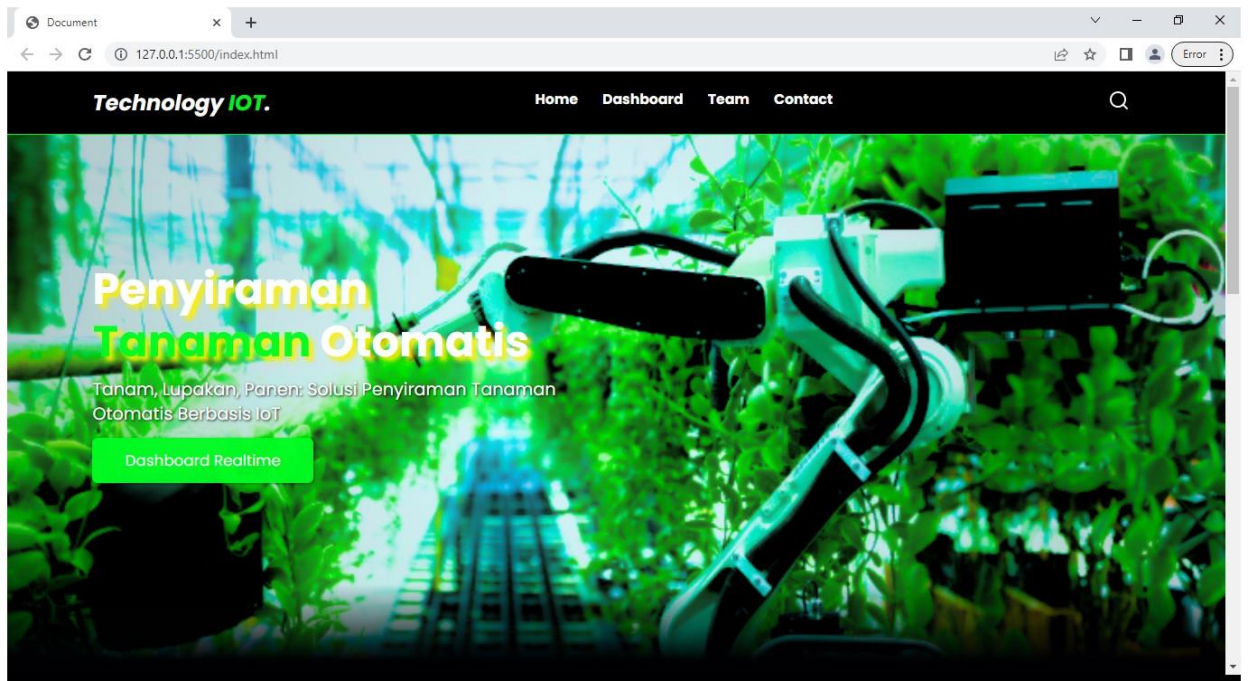 Document
127.0.0.1:5500/index.html
Error
Technology IOT.
Home Dashboard Team Contact
Penyiraman
Tanaman Otomatis
Tanam, Lupakan, Panen: Solusi Penyiraman Tanaman
Otomatis Berbasis IoT
Dashboard Realtime